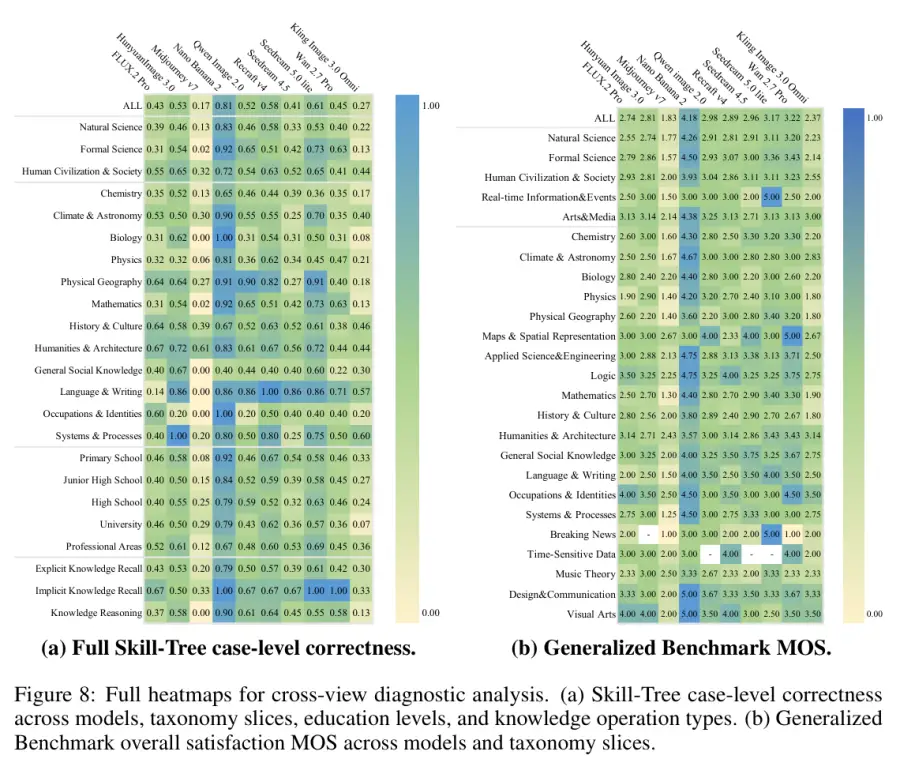 FLUX.2 Pro
HunyuanImage 3.0
Midjourney v7
Nano Banana 2
Qwen Image 2.0
Recraft v4
Seedream 4.5
Seedream 5.0 lite
Wan 2.7 Pro
Kling Image 3.0 Omni
ALL 0.43 0.53 0.17 0.81 0.52 0.58 0.41 0.61 0.45 0.27
Natural Science 0.39 0.46 0.13 0.83 0.46 0.58 0.33 0.53 0.40 0.22
Formal Science 0.31 0.54 0.02 0.92 0.65 0.51 0.42 0.73 0.63 0.13
Human Civilization & Society 0.55 0.65 0.32 0.72 0.54 0.63 0.52 0.65 0.41 0.44
Chemistry 0.35 0.52 0.13 0.65 0.46 0.44 0.39 0.36 0.35 0.17
Climate & Astronomy 0.53 0.50 0.30 0.90 0.55 0.55 0.25 0.70 0.35 0.40
Biology 0.31 0.62 0.00 1.00 0.31 0.54 0.31 0.50 0.31 0.08
Physics 0.32 0.32 0.06 0.81 0.36 0.62 0.34 0.45 0.47 0.21
Physical Geography 0.64 0.64 0.27 0.91 0.90 0.82 0.27 0.91 0.40 0.18
Mathematics 0.31 0.54 0.02 0.92 0.65 0.51 0.42 0.73 0.63 0.13
History & Culture 0.64 0.58 0.39 0.67 0.52 0.63 0.52 0.61 0.38 0.46
Humanities & Architecture 0.67 0.72 0.61 0.83 0.61 0.67 0.56 0.72 0.44 0.44
General Social Knowledge 0.40 0.67 0.00 0.40 0.44 0.40 0.40 0.60 0.22 0.30
Language & Writing 0.14 0.86 0.00 0.86 0.86 1.00 0.86 0.86 0.71 0.57
Occupations & Identities 0.60 0.20 0.00 1.00 0.20 0.50 0.40 0.40 0.40 0.20
Systems & Processes 0.40 1.00 0.20 0.80 0.50 0.80 0.25 0.75 0.50 0.60
Primary School 0.46 0.58 0.08 0.92 0.46 0.67 0.54 0.58 0.46 0.33
Junior High School 0.40 0.50 0.15 0.84 0.52 0.59 0.39 0.58 0.45 0.27
High School 0.40 0.55 0.25 0.79 0.59 0.52 0.32 0.63 0.46 0.24
University 0.46 0.50 0.29 0.79 0.43 0.62 0.36 0.57 0.36 0.07
Professional Areas 0.52 0.61 0.12 0.67 0.48 0.60 0.53 0.69 0.45 0.36
Explicit Knowledge Recall 0.43 0.53 0.20 0.79 0.50 0.57 0.39 0.61 0.42 0.30
Implicit Knowledge Recall 0.67 0.50 0.33 1.00 0.67 0.67 0.67 1.00 1.00 0.33
Knowledge Reasoning 0.37 0.58 0.00 0.90 0.61 0.64 0.45 0.55 0.58 0.13
1.00
0.00
(a) Full Skill-Tree case-level correctness.
FLUX.2 Pro
Hunyuan Image 3.0
Midjourney v7
Nano Banana 2
Qwen image 2.0
Recraft v4
Seedream 4.5
Seedream 5.0 lite
Wan 2.7 Pro
Kling Image 3.0 Omni
ALL 2.74 2.81 1.83 4.18 2.98 2.89 2.96 3.17 3.22 2.37
Natural Science 2.55 2.74 1.77 4.26 2.91 2.81 2.91 3.11 3.20 2.23
Formal Science 2.79 2.86 1.57 4.50 2.93 3.07 3.00 3.36 3.43 2.14
Human Civilization & Society 2.93 2.81 2.00 3.93 3.04 2.86 3.11 3.11 3.23 2.55
Real-time Information&Events 2.50 3.00 1.50 3.00 3.00 3.00 2.00 5.00 2.50 2.00
Arts&Media 3.13 3.14 2.14 4.38 3.25 3.13 2.71 3.13 3.13 3.00
Chemistry 2.60 3.00 1.60 4.30 2.80 2.50 3.30 3.20 3.30 2.20
Climate & Astronomy 2.50 2.50 1.67 4.67 3.00 3.00 2.80 2.80 3.00 2.83
Biology 2.80 2.40 2.20 4.40 2.80 3.00 2.20 3.00 2.60 2.20
Physics 1.90 2.90 1.40 4.20 3.20 2.70 2.40 3.10 3.00 1.80
Physical Geography 2.60 2.20 1.40 3.60 2.20 3.00 2.80 3.40 3.20 1.80
Maps & Spatial Representation 3.00 3.00 2.67 3.00 4.00 2.33 4.00 3.00 5.00 2.67
Applied Science&Engineering 3.00 2.88 2.13 4.75 2.88 3.13 3.38 3.13 3.71 2.50
Logic 3.50 3.25 2.25 4.75 3.25 4.00 3.25 3.25 3.75 2.75
Mathematics 2.50 2.70 1.30 4.40 2.80 2.70 2.90 3.40 3.30 1.90
History & Culture 2.80 2.56 2.00 3.80 2.89 2.40 2.90 2.70 2.67 1.80
Humanities & Architecture 3.14 2.71 2.43 3.57 3.00 3.14 2.86 3.43 3.43 3.14
General Social Knowledge 3.00 3.25 2.00 4.00 3.25 3.50 3.75 3.25 3.67 2.75
Language & Writing 2.00 2.50 1.50 4.00 3.50 2.50 3.50 4.00 3.50 2.50
Occupations & Identities 4.00 3.50 2.50 4.50 3.00 3.50 3.00 3.00 4.50 3.50
Systems & Processes 2.75 3.00 1.25 4.50 3.00 2.75 3.33 3.00 3.00 2.75
Breaking News 2.00 - 1.00 3.00 3.00 2.00 2.00 5.00 1.00 2.00
Time-Sensitive Data 3.00 3.00 2.00 3.00 - 4.00 - - 4.00 2.00
Music Theory 2.33 3.00 2.50 3.33 2.67 2.33 2.00 3.33 2.33 2.33
Design&Communication 3.33 3.00 2.00 5.00 3.67 3.33 3.50 3.33 3.67 3.33
Visual Arts 4.00 4.00 2.00 5.00 3.50 4.00 3.00 2.50 3.50 3.50
1.00
0.00
(b) Generalized Benchmark MOS.
Figure 8: Full heatmaps for cross-view diagnostic analysis. (a) Skill-Tree case-level correctness
across models, taxonomy slices, education levels, and knowledge operation types. (b) Generalized
Benchmark overall satisfaction MOS across models and taxonomy slices.